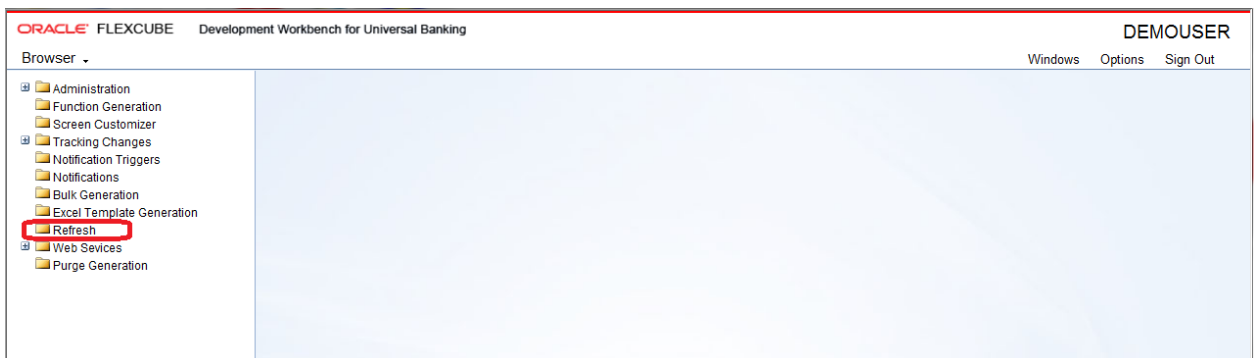 ORACLE FLEXCUBE Development Workbench for Universal Banking DEMOUSER
Browser Windows Options Sign Out
Administration
Function Generation
Screen Customizer
Tracking Changes
Notification Triggers
Notifications
Bulk Generation
Excel Template Generation
Refresh
Web Sevices
Purge Generation